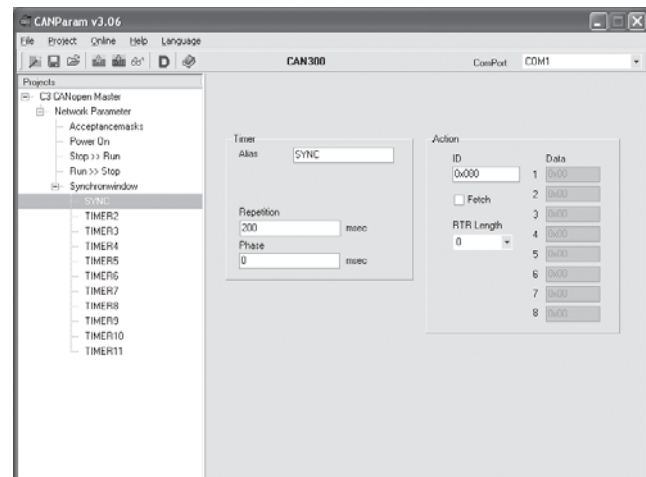 CANParam v3.06
File Project Online Help Language
D CAN300 ComPort COM1
Projects
C3 CANopen Master
Network Parameter
Acceptancemasks
Power On
Stop >> Run
Run >> Stop
Synchronwindow
SYNC
TIMER2
TIMER3
TIMER4
TIMER5
TIMER6
TIMER7
TIMER8
TIMER9
TIMER10
TIMER11
Timer
Alias SYNC
Repetition
200 msec
Phase
0 msec
Action
ID
0x080
Fetch
RTR Length
0
Data
1 0x00
2 0x00
3 0x00
4 0x00
5 0x00
6 0x00
7 0x00
8 0x00